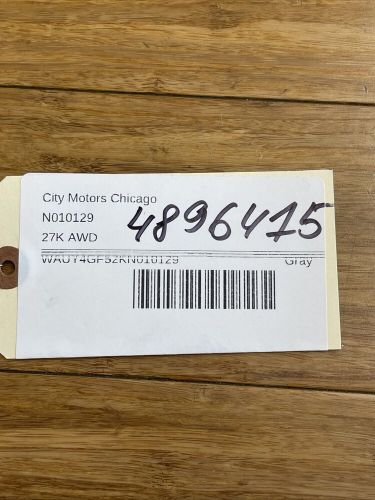 City Motors Chicago
N010129 4896415
27K AWD
WAUY4GF52KN010129 Gray